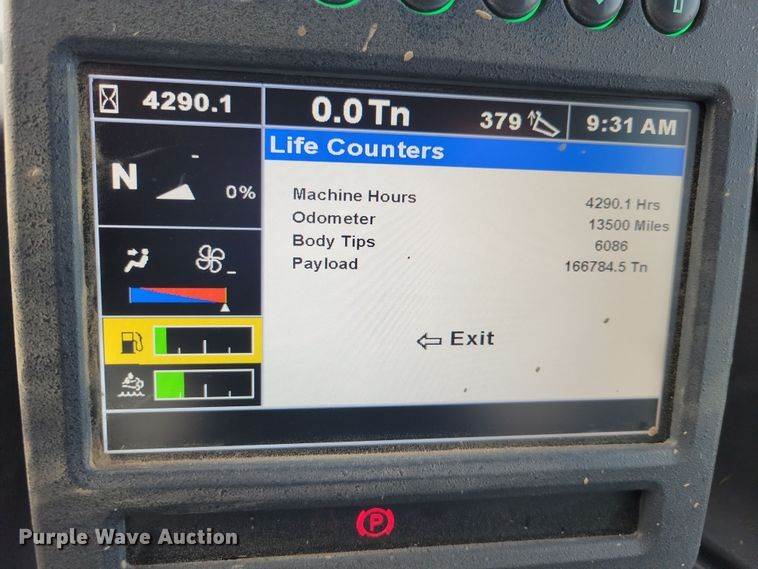 4290.1
0.0 Tn
379
9:31 AM
Life Counters
N
0%
Machine Hours 4290.1 Hrs
Odometer 13500 Miles
Body Tips 6086
Payload 166784.5 Tn
Exit
P
Purple Wave Auction®